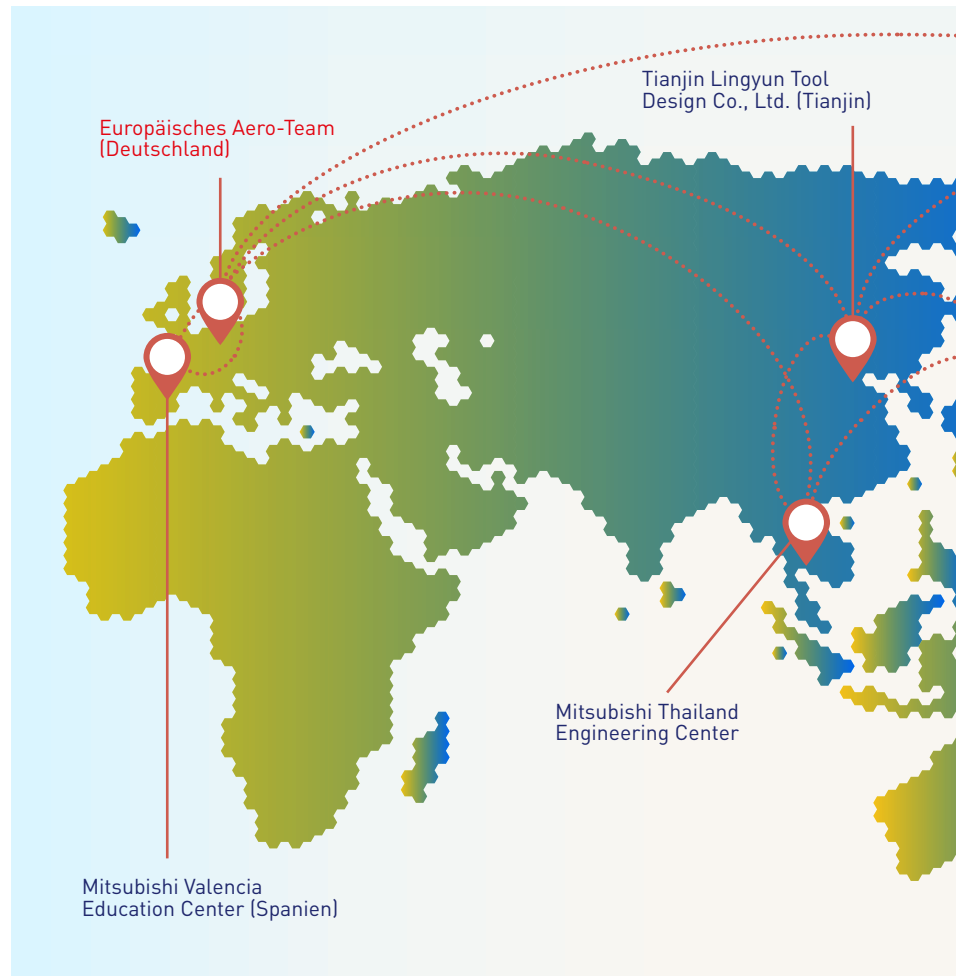 Tianjin Lingyun Tool
Design Co., Ltd. (Tianjin)
Europäisches Aero-Team
(Deutschland)
Mitsubishi Thailand
Engineering Center
Mitsubishi Valencia
Education Center (Spanien)